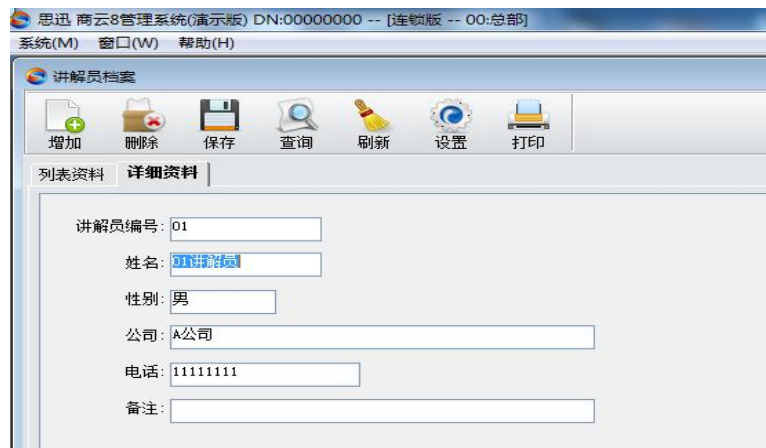 思迅 商云8管理系统(演示版) DN:00000000 -- [连锁版 -- 00:总部]
系统(M) 窗口(W) 帮助(H)
讲解员档案
增加 删除 保存 查询 刷新 设置 打印
列表资料 详细资料
讲解员编号: 01
姓名: 01讲解员
性别: 男
公司: A公司
电话: 11111111
备注: